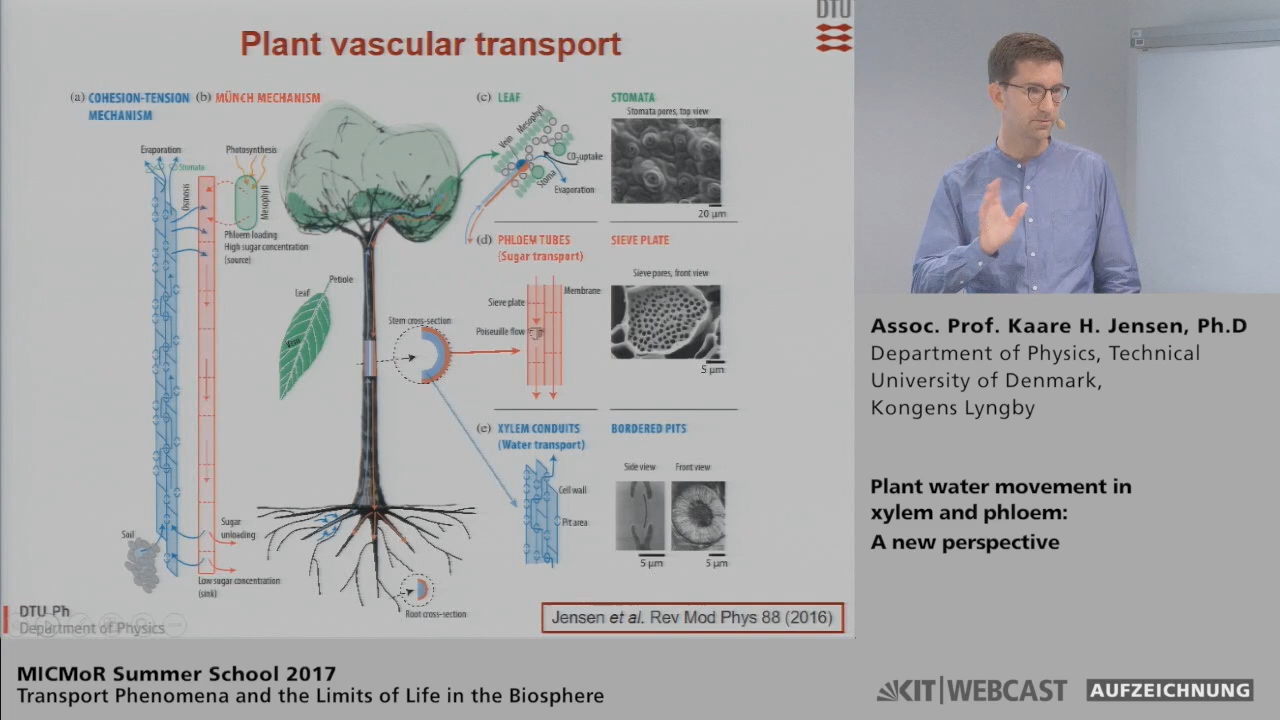 DTU
Plant vascular transport
(a) COHESION-TENSION
MECHANISM
(b) MÜNCH MECHANISM
Evaporation
Stomata
Photosynthesis
Osmosis
Mesophyll
Phloem loading
High sugar concentration
(source)
Soil
Sugar
unloading
Low sugar concentration
(sink)
Petiole
Leaf
Vein
Stem cross-section
Root cross-section
(c) LEAF
Vein
Mesophyll
CO₂-uptake
Stoma
Evaporation
STOMATA
Stomata pores, top view
20 µm
(d) PHLOEM TUBES
(Sugar transport)
Sieve plate
Membrane
Poiseuille flow
SIEVE PLATE
Sieve pores, front view
5 µm
(e) XYLEM CONDUITS
(Water transport)
Cell wall
Pit area
BORDERED PITS
Side view
Front view
5 µm
5 µm
DTU Ph
Department of Physics
Jensen et al. Rev Mod Phys 88 (2016)
Assoc. Prof. Kaare H. Jensen, Ph.D
Department of Physics, Technical
University of Denmark,
Kongens Lyngby
Plant water movement in
xylem and phloem:
A new perspective
MICMoR Summer School 2017
Transport Phenomena and the Limits of Life in the Biosphere
KIT|WEBCAST
AUFZEICHNUNG